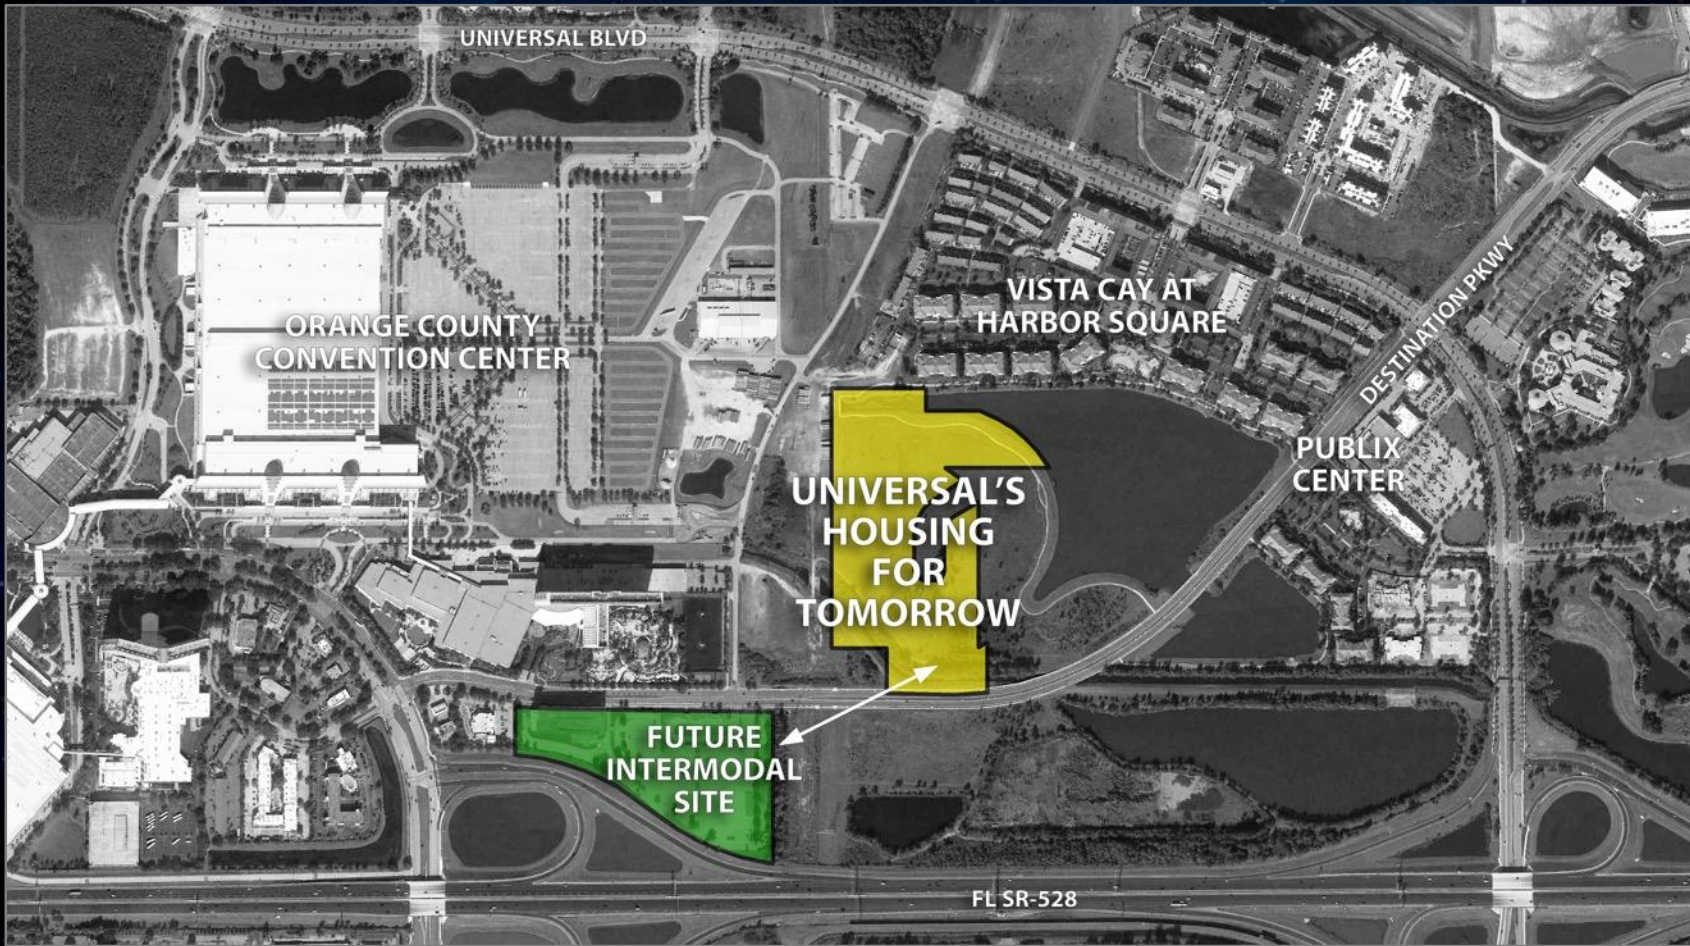 UNIVERSAL BLVD
ORANGE COUNTY
CONVENTION CENTER
VISTA CAY AT
HARBOR SQUARE
DESTINATION PKWY
PUBLIX
CENTER
UNIVERSAL'S
HOUSING
FOR
TOMORROW
FUTURE
INTERMODAL
SITE
FL SR-528